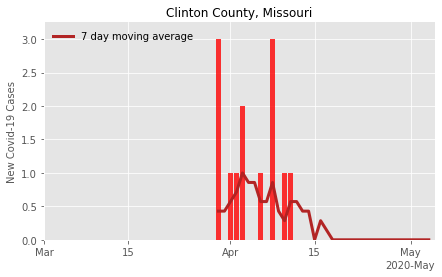 Clinton County, Missouri
7 day moving average
New Covid-19 Cases
3.0
2.5
2.0
1.5
1.0
0.5
0.0
Mar 15 Apr 15 May
2020-May